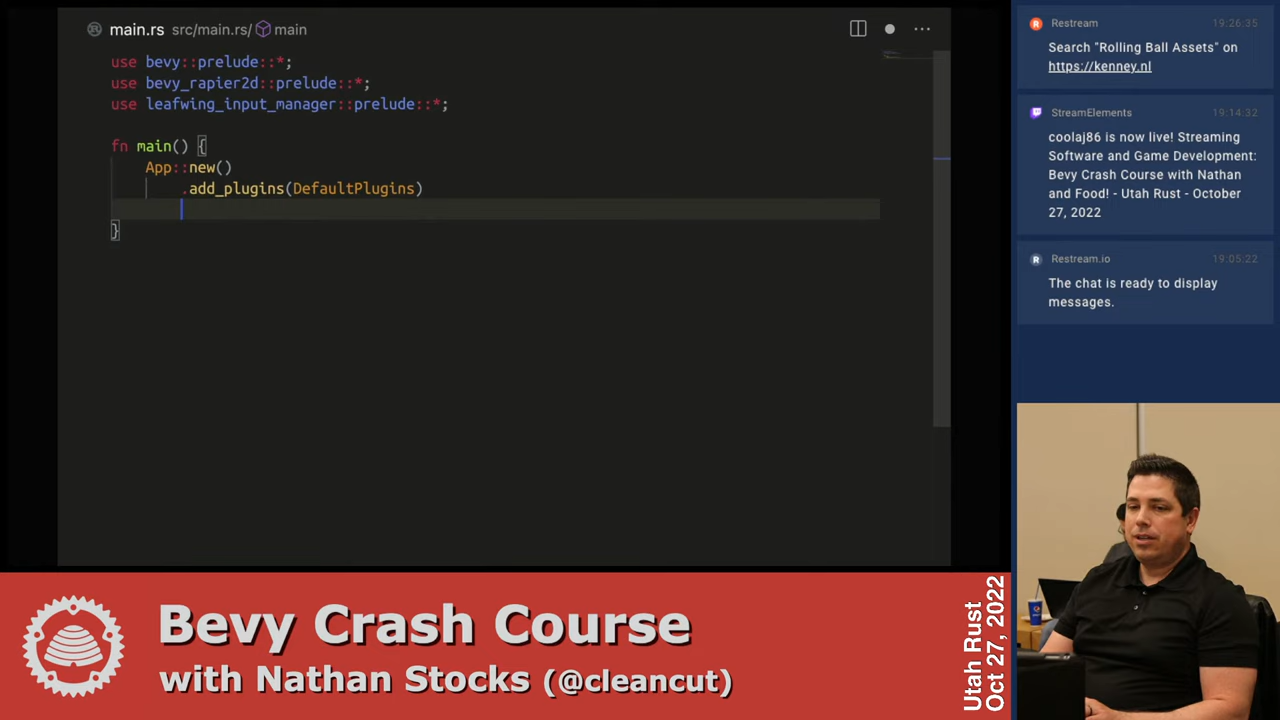 main.rs src/main.rs/ main
use bevy::prelude::*;
use bevy_rapier2d::prelude::*;
use leafwing_input_manager::prelude::*;
fn main() {
App::new()
.add_plugins(DefaultPlugins)
}
Restream 19:26:35
Search "Rolling Ball Assets" on
https://kenney.nl
StreamElements 19:14:32
coolaj86 is now live! Streaming
Software and Game Development:
Bevy Crash Course with Nathan
and Food! - Utah Rust - October
27, 2022
Restream.io 19:05:22
The chat is ready to display
messages.
Bevy Crash Course
with Nathan Stocks (@cleancut)
Utah Rust
Oct 27, 2022